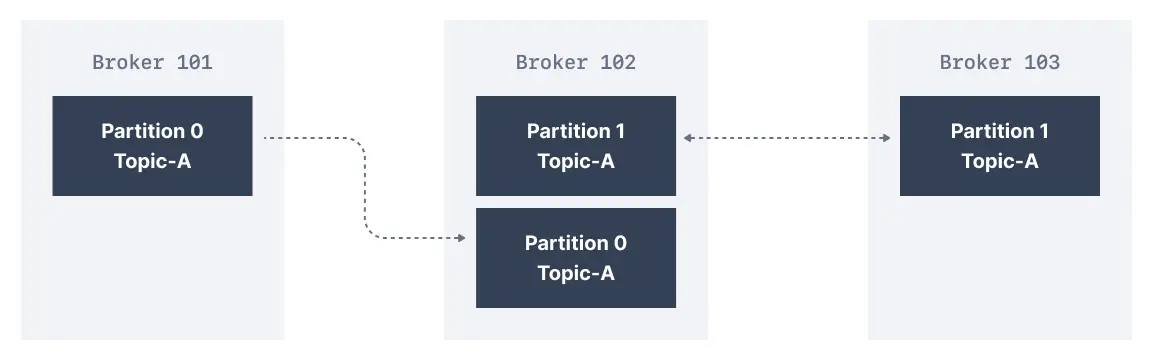 Broker 101
Partition 0
Topic-A
Broker 102
Partition 1
Topic-A
Partition 0
Topic-A
Broker 103
Partition 1
Topic-A